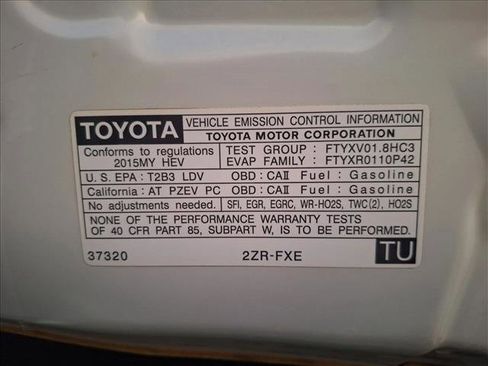 TOYOTA VEHICLE EMISSION CONTROL INFORMATION
TOYOTA MOTOR CORPORATION
Conforms to regulations
2015MY HEV
TEST GROUP : FTYXV01.8HC3
EVAP FAMILY : FTYXR0110P42
U.S. EPA : T2B3 LDV OBD : CAⅡ Fuel : Gasoline
California : AT PZEV PC OBD : CAⅡ Fuel : Gasoline
No adjustments needed. SFI, EGR, EGRC, WR-HO2S, TWC(2), HO2S
NONE OF THE PERFORMANCE WARRANTY TESTS
OF 40 CFR PART 85, SUBPART W, IS TO BE PERFORMED.
37320 2ZR-FXE TU